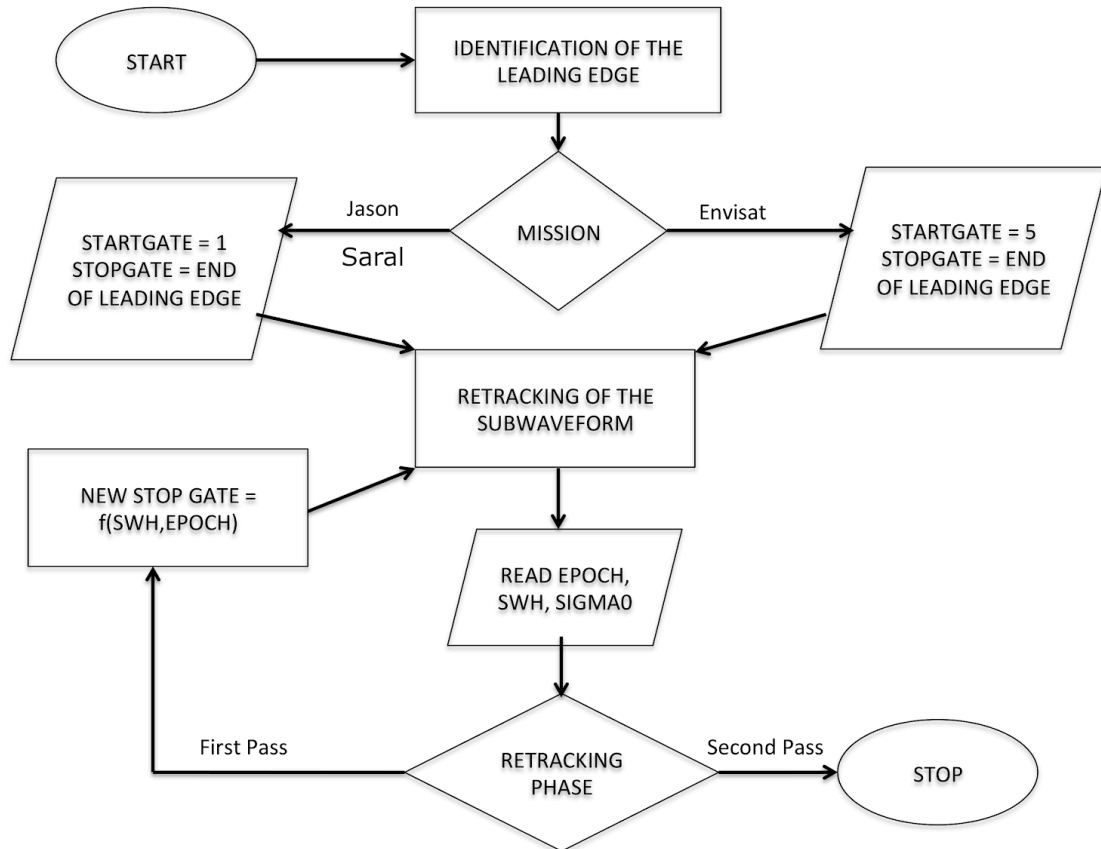 START
IDENTIFICATION OF THE
LEADING EDGE
Jason
Saral
MISSION
Envisat
STARTGATE = 1
STOPGATE = END
OF LEADING EDGE
STARTGATE = 5
STOPGATE = END
OF LEADING EDGE
RETRACKING OF THE
SUBWAVEFORM
NEW STOP GATE =
f(SWH,EPOCH)
READ EPOCH,
SWH, SIGMA0
First Pass
RETRACKING
PHASE
Second Pass
STOP